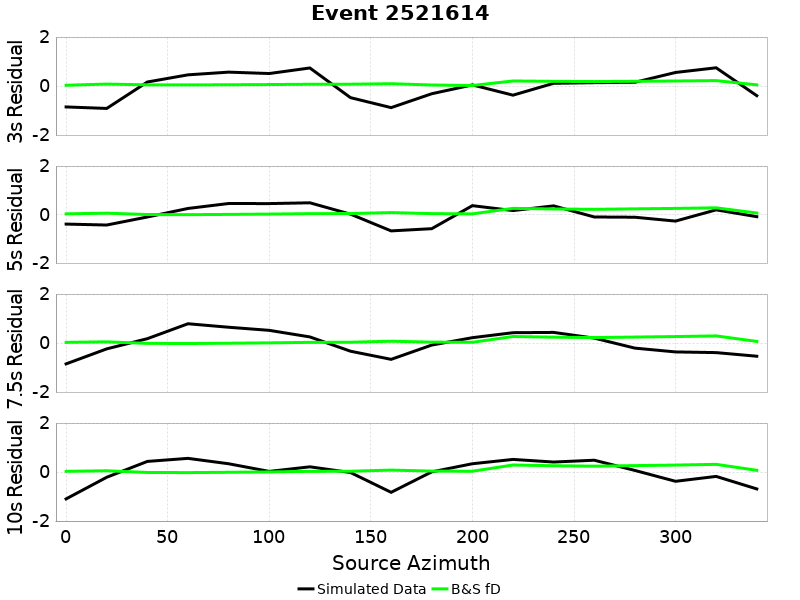 Event 2521614
3s Residual
2
0
-2
5s Residual
2
0
-2
7.5s Residual
2
0
-2
10s Residual
2
0
-2
0 50 100 150 200 250 300
Source Azimuth
Simulated Data B&S fD